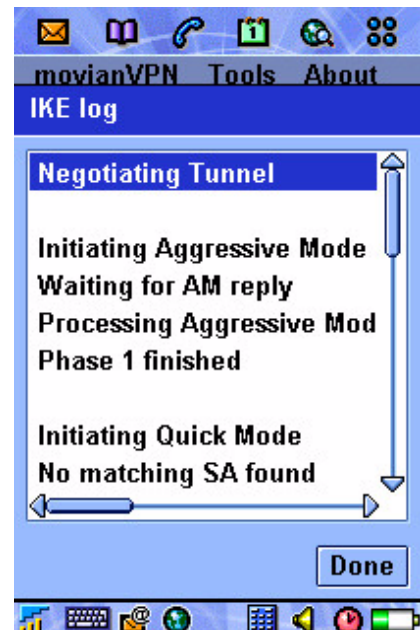 movianVPN Tools About
IKE log
Negotiating Tunnel
Initiating Aggressive Mode
Waiting for AM reply
Processing Aggressive Mod
Phase 1 finished
Initiating Quick Mode
No matching SA found
Done